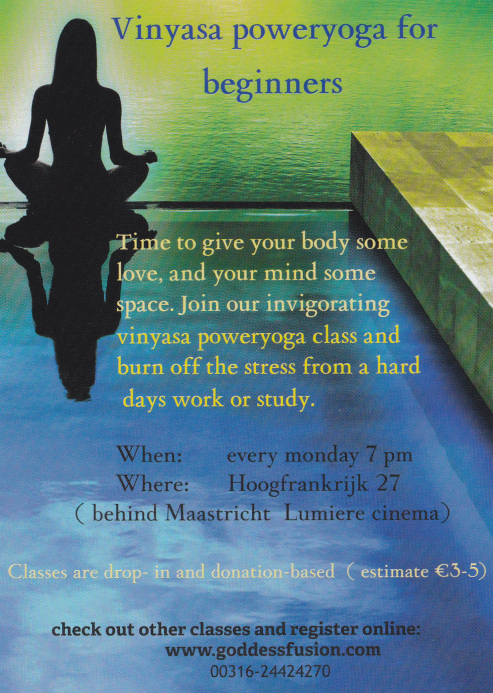 Vinyasa poweryoga for
beginners
Time to give your body some
love, and your mind some
space. Join our invigorating
vinyasa poweryoga class and
burn off the stress from a hard
days work or study.
When: every monday 7 pm
Where: Hoogfrankrijk 27
( behind Maastricht Lumiere cinema)
Classes are drop- in and donation-based ( estimate €3-5)
check out other classes and register online:
www.goddessfusion.com
00316-24424270